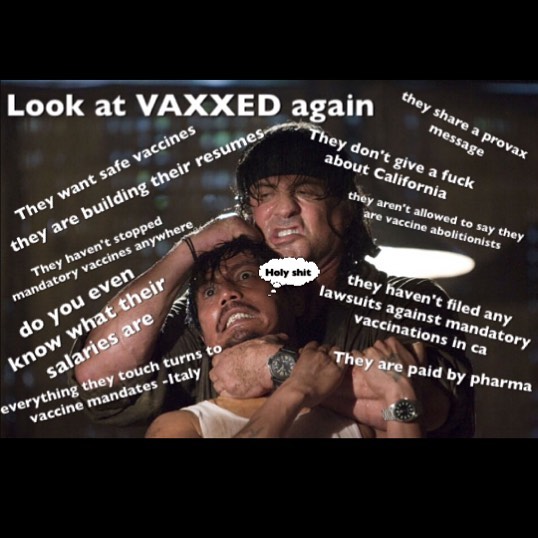 Look at VAXXED again
they share a provax
message
They want safe vaccines
they are building their resumes
They don't give a fuck
about California
they aren't allowed to say they
are vaccine abolitionists
They haven't stopped
mandatory vaccines anywhere
Holy shit
do you even
know what their
salaries are
they haven't filed any
lawsuits against mandatory
vaccinations in ca
everything they touch turns to
vaccine mandates -Italy
They are paid by pharma